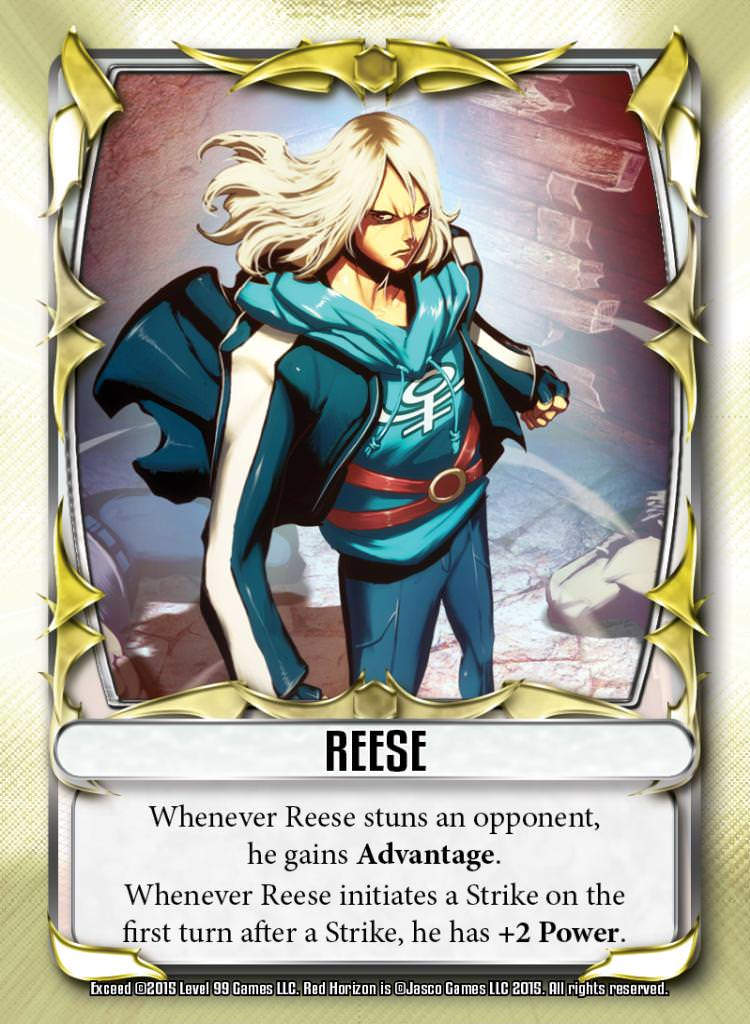 REESE
Whenever Reese stuns an opponent,
he gains Advantage.
Whenever Reese initiates a Strike on the
first turn after a Strike, he has +2 Power.
Exceed ©2015 Level 99 Games LLC. Red Horizon is ©Jasco Games LLC 2015. All rights reserved.